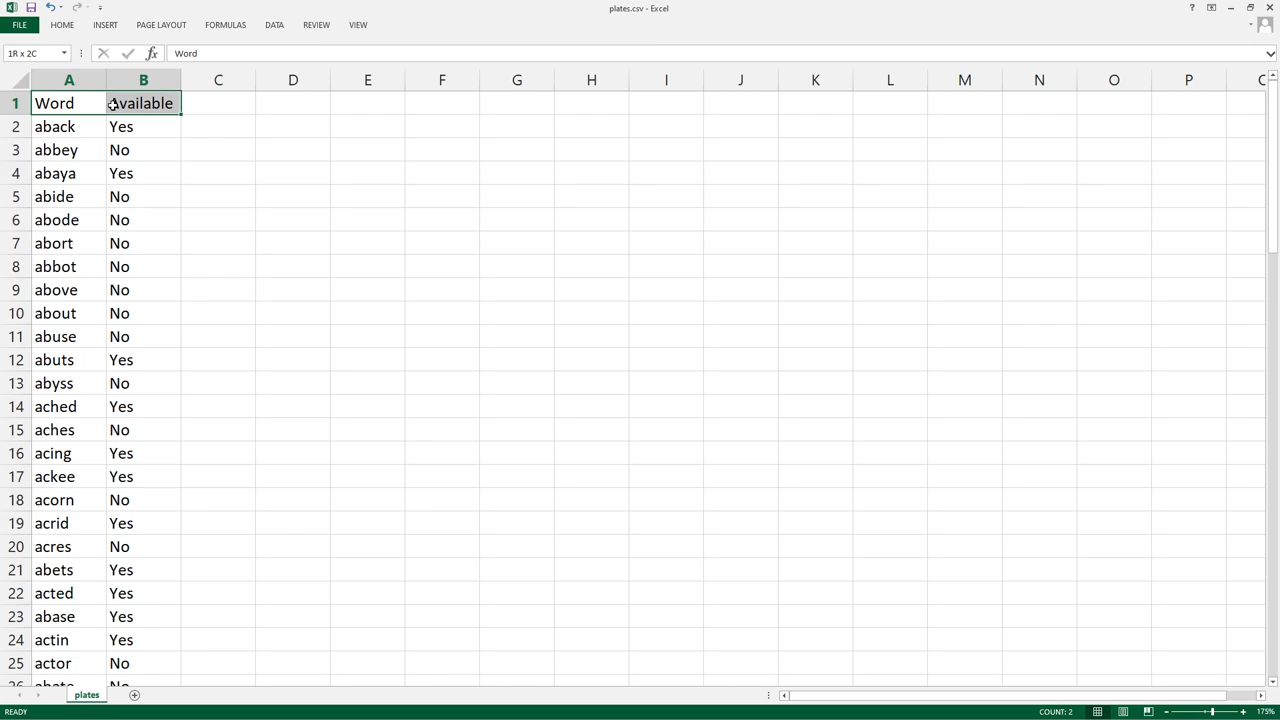 plates.csv - Excel
FILE HOME INSERT PAGE LAYOUT FORMULAS DATA REVIEW VIEW
1R x 2C fx Word
A B C D E F G H I J K L M N O P
1 Word Available
2 aback Yes
3 abbey No
4 abaya Yes
5 abide No
6 abode No
7 abort No
8 abbot No
9 above No
10 about No
11 abuse No
12 abuts Yes
13 abyss No
14 ached Yes
15 aches No
16 acing Yes
17 ackee Yes
18 acorn No
19 acrid Yes
20 acres No
21 abets Yes
22 acted Yes
23 abase Yes
24 actin Yes
25 actor No
26 abate No
plates
READY COUNT: 2 175%